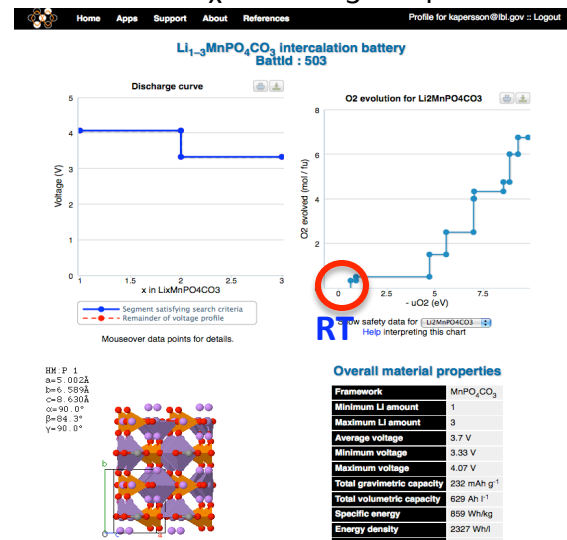 Home Apps Support About References Profile for kapersson@lbl.gov :: Logout
Li1–3MnPO4CO3 intercalation battery
BattId : 503
Discharge curve
5
4
3
2
1
0
Voltage (V)
1 1.5 2 2.5 3
x in LixMnPO4CO3
Segment satisfying search criteria
Remainder of voltage profile
Mouseover data points for details.
O2 evolution for Li2MnPO4CO3
8
6
4
2
O2 evolved (mol / fu)
0 2.5 5 7.5
- uO2 (eV)
RT
ow safety data for Li2MnPO4CO3
Help interpreting this chart
HM:P 1
a=5.002Å
b=6.589Å
c=8.630Å
α=90.0°
β=84.3°
γ=90.0°
b
o c a
Overall material properties
Framework MnPO4CO3
Minimum Li amount 1
Maximum Li amount 3
Average voltage 3.7 V
Minimum voltage 3.33 V
Maximum voltage 4.07 V
Total gravimetric capacity 232 mAh g-1
Total volumetric capacity 629 Ah l-1
Specific energy 859 Wh/kg
Energy density 2327 Wh/l